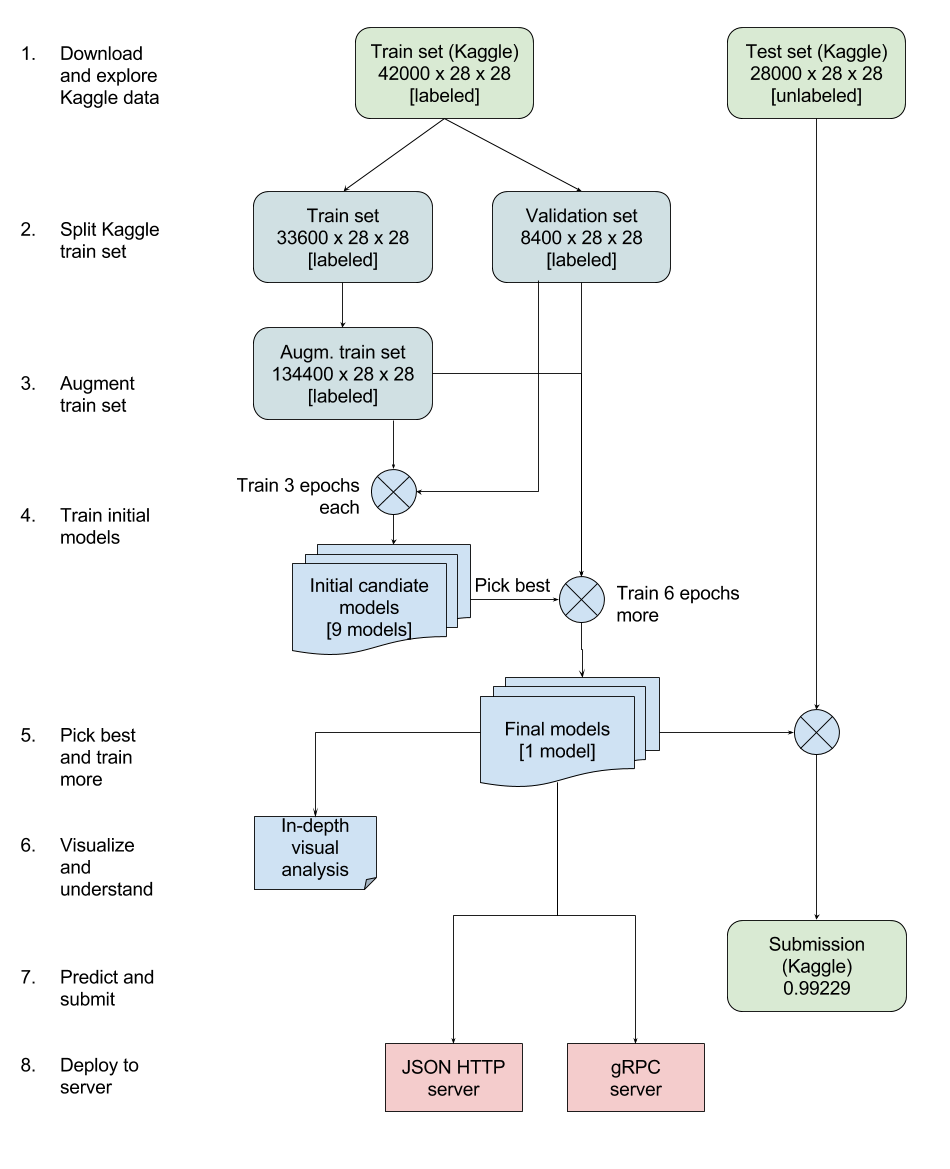 1. Download
and explore
Kaggle data
Train set (Kaggle)
42000 x 28 x 28
[labeled]
Test set (Kaggle)
28000 x 28 x 28
[unlabeled]
2. Split Kaggle
train set
Train set
33600 x 28 x 28
[labeled]
Validation set
8400 x 28 x 28
[labeled]
3. Augment
train set
Augm. train set
134400 x 28 x 28
[labeled]
4. Train initial
models
Train 3 epochs
each
Initial candiate
models
[9 models]
Pick best
Train 6 epochs
more
5. Pick best
and train
more
Final models
[1 model]
6. Visualize
and
understand
In-depth
visual
analysis
7. Predict and
submit
Submission
(Kaggle)
0.99229
8. Deploy to
server
JSON HTTP
server
gRPC
server